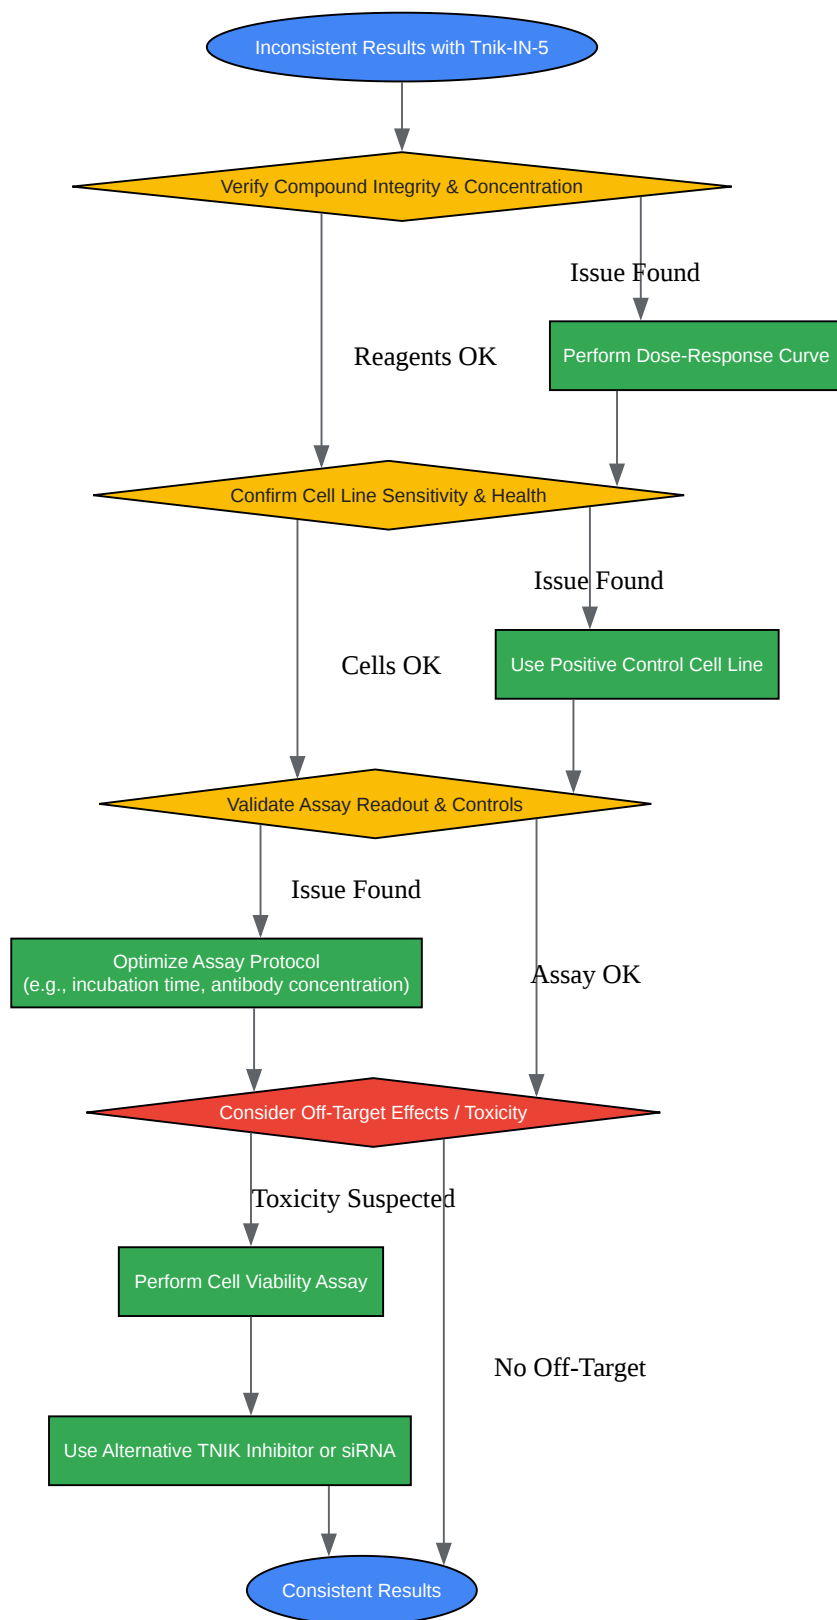 Inconsistent Results with Tnik-IN-5
Verify Compound Integrity & Concentration
Issue Found
Reagents OK
Perform Dose-Response Curve
Confirm Cell Line Sensitivity & Health
Issue Found
Cells OK
Use Positive Control Cell Line
Validate Assay Readout & Controls
Issue Found
Optimize Assay Protocol
(e.g., incubation time, antibody concentration)
Assay OK
Consider Off-Target Effects / Toxicity
Toxicity Suspected
Perform Cell Viability Assay
No Off-Target
Use Alternative TNIK Inhibitor or siRNA
Consistent Results